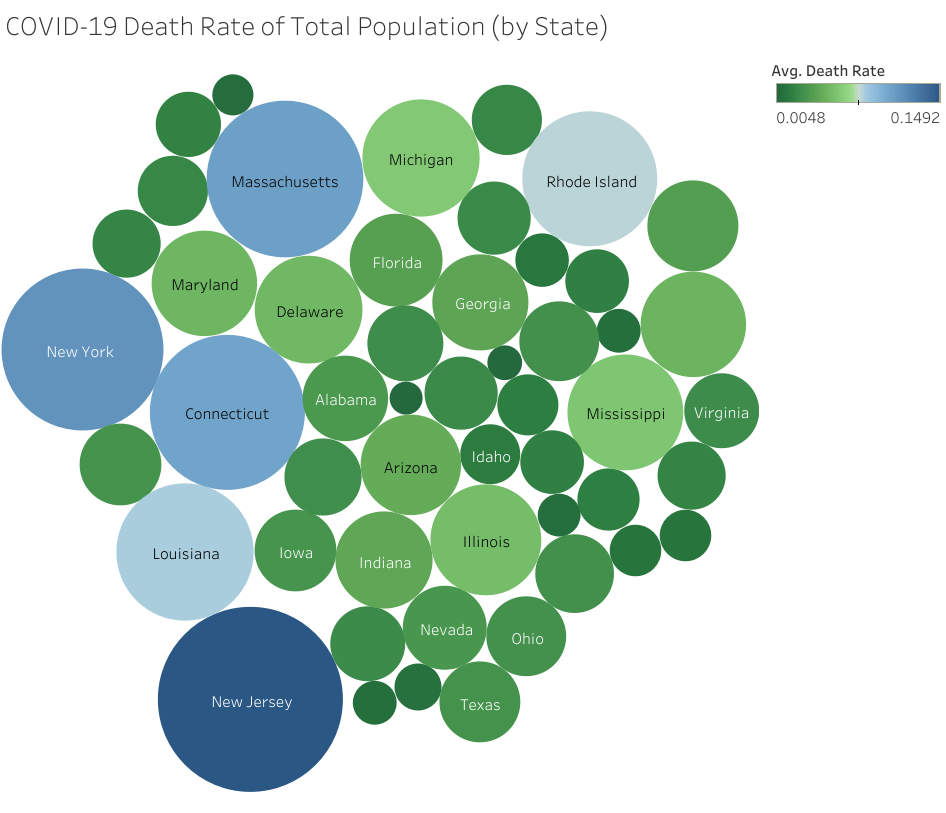 COVID-19 Death Rate of Total Population (by State)
Avg. Death Rate
0.0048 0.1492
Massachusetts
Michigan
Rhode Island
Florida
Maryland
Georgia
Delaware
New York
Alabama
Connecticut
Mississippi
Virginia
Idaho
Arizona
Illinois
Louisiana
Iowa
Indiana
Nevada
Ohio
New Jersey
Texas